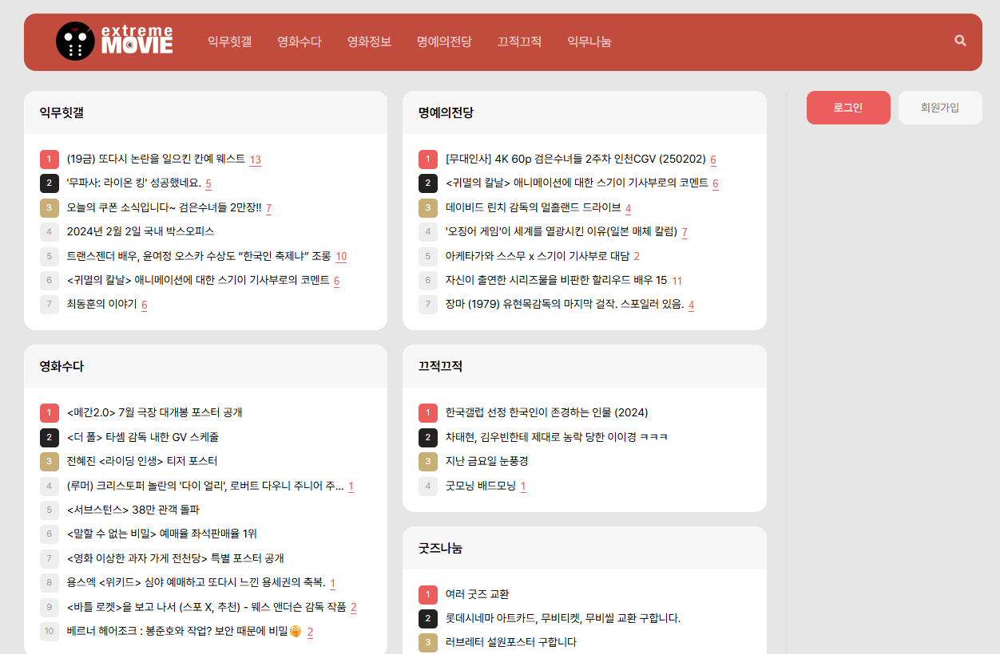 extreme
MOVIE
익무힛갤 영화수다 영화정보 명예의전당 끄적끄적 익무나눔
로그인 회원가입
익무힛갤
1 (19금) 또다시 논란을 일으킨 칸예 웨스트 13
2 '무파사: 라이온 킹' 성공했네요. 5
3 오늘의 쿠폰 소식입니다~ 검은수녀들 2만장!! 7
4 2024년 2월 2일 국내 박스오피스
5 트랜스젠더 배우, 윤여정 오스카 수상도 “한국인 축제냐” 조롱 10
6 <귀멸의 칼날> 애니메이션에 대한 스기이 기사부로의 코멘트 6
7 최동훈의 이야기 6
명예의전당
1 [무대인사] 4K 60p 검은수녀들 2주차 인천CGV (250202) 6
2 <귀멸의 칼날> 애니메이션에 대한 스기이 기사부로의 코멘트 6
3 데이비드 린치 감독의 멀홀랜드 드라이브 4
4 '오징어 게임'이 세계를 열광시킨 이유(일본 매체 칼럼) 7
5 아케타가와 스스무 x 스기이 기사부로 대담 2
6 자신이 출연한 시리즈물을 비판한 할리우드 배우 15 11
7 장마 (1979) 유현목감독의 마지막 걸작. 스포일러 있음. 4
영화수다
1 <메간2.0> 7월 극장 대개봉 포스터 공개
2 <더 폴> 타셈 감독 내한 GV 스케줄
3 전혜진 <라이딩 인생> 티저 포스터
4 (루머) 크리스토퍼 놀란의 '다이 얼리', 로버트 다우니 주니어 주... 1
5 <서브스턴스> 38만 관객 돌파
6 <말할 수 없는 비밀> 예매율 좌석판매율 1위
7 <영화 이상한 과자 가게 전천당> 특별 포스터 공개
8 용스엑 <위키드> 심야 예매하고 또다시 느낀 용세권의 축복. 1
9 <바틀 로켓>을 보고 나서 (스포 X, 추천) - 웨스 앤더슨 감독 작품 2
10 베르너 헤어조크 : 봉준호와 작업? 보안 때문에 비밀🤫 2
끄적끄적
1 한국갤럽 선정 한국인이 존경하는 인물 (2024)
2 차태현, 김우빈한테 제대로 농락 당한 이이경 ㅋㅋㅋ
3 지난 금요일 눈풍경
4 굿모닝 배드모닝 1
굿즈나눔
1 여러 굿즈 교환
2 롯데시네마 아트카드, 무비티켓, 무비씰 교환 구합니다.
3 러브레터 설원포스터 구합니다